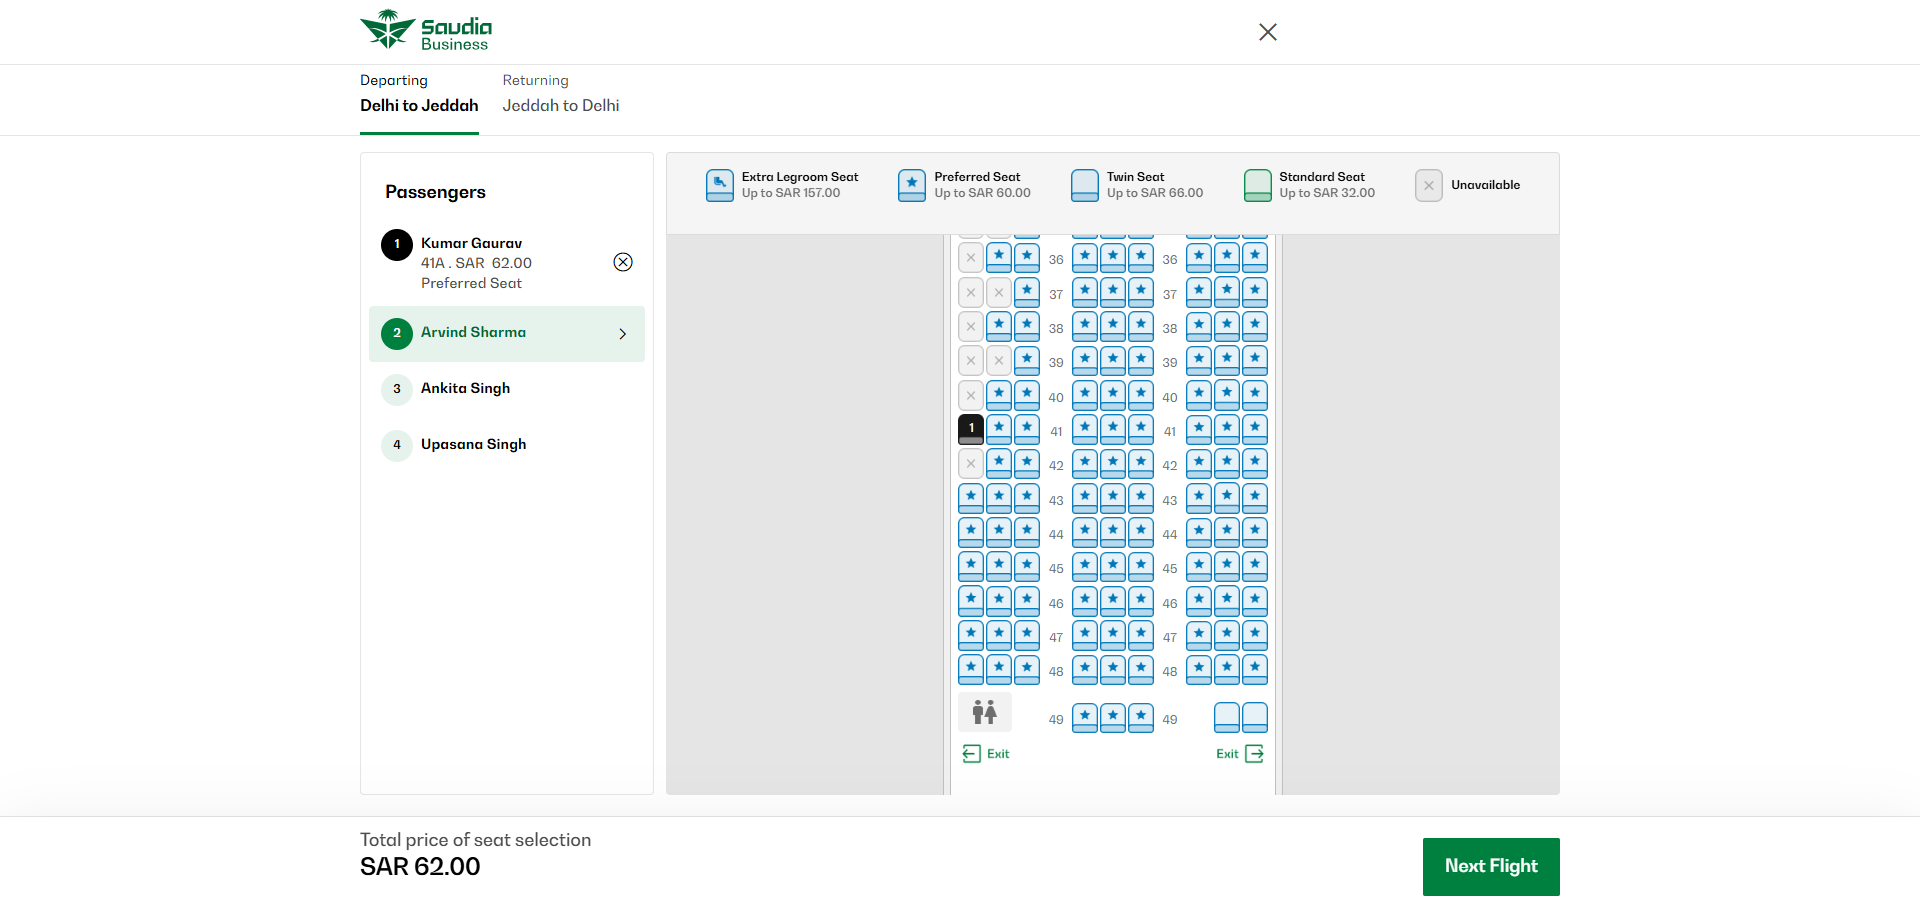 Saudia
Business
Departing
Delhi to Jeddah
Returning
Jeddah to Delhi
Passengers
1
Kumar Gaurav
41A . SAR 62.00
Preferred Seat
2
Arvind Sharma
3
Ankita Singh
4
Upasana Singh
Extra Legroom Seat
Up to SAR 157.00
Preferred Seat
Up to SAR 60.00
Twin Seat
Up to SAR 66.00
Standard Seat
Up to SAR 32.00
Unavailable
36 36
37 37
38 38
39 39
40 40
1 41 41
42 42
43 43
44 44
45 45
46 46
47 47
48 48
49 49
Exit Exit
Total price of seat selection
SAR 62.00
Next Flight